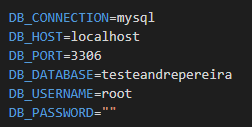 DB_CONNECTION=mysql
DB_HOST=localhost
DB_PORT=3306
DB_DATABASE=testeandrepereira
DB_USERNAME=root
DB_PASSWORD=""